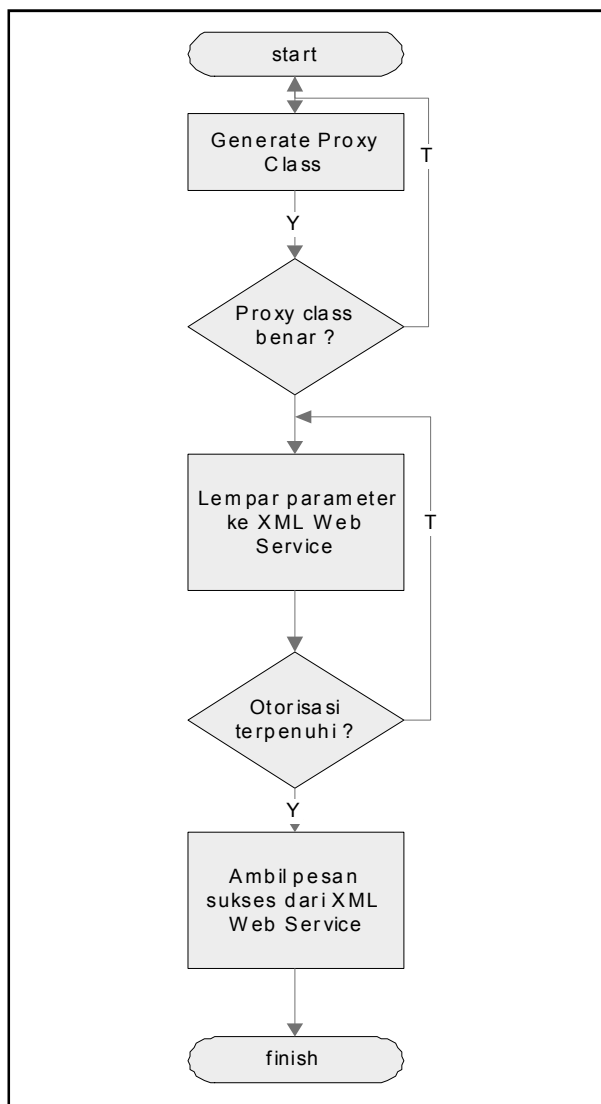 start
Generate Proxy
Class
T
Y
Proxy class
benar ?
Lempar parameter
ke XML Web
Service
T
Otorisasi
terpenuhi ?
Y
Ambil pesan
sukses dari XML
Web Service
finish